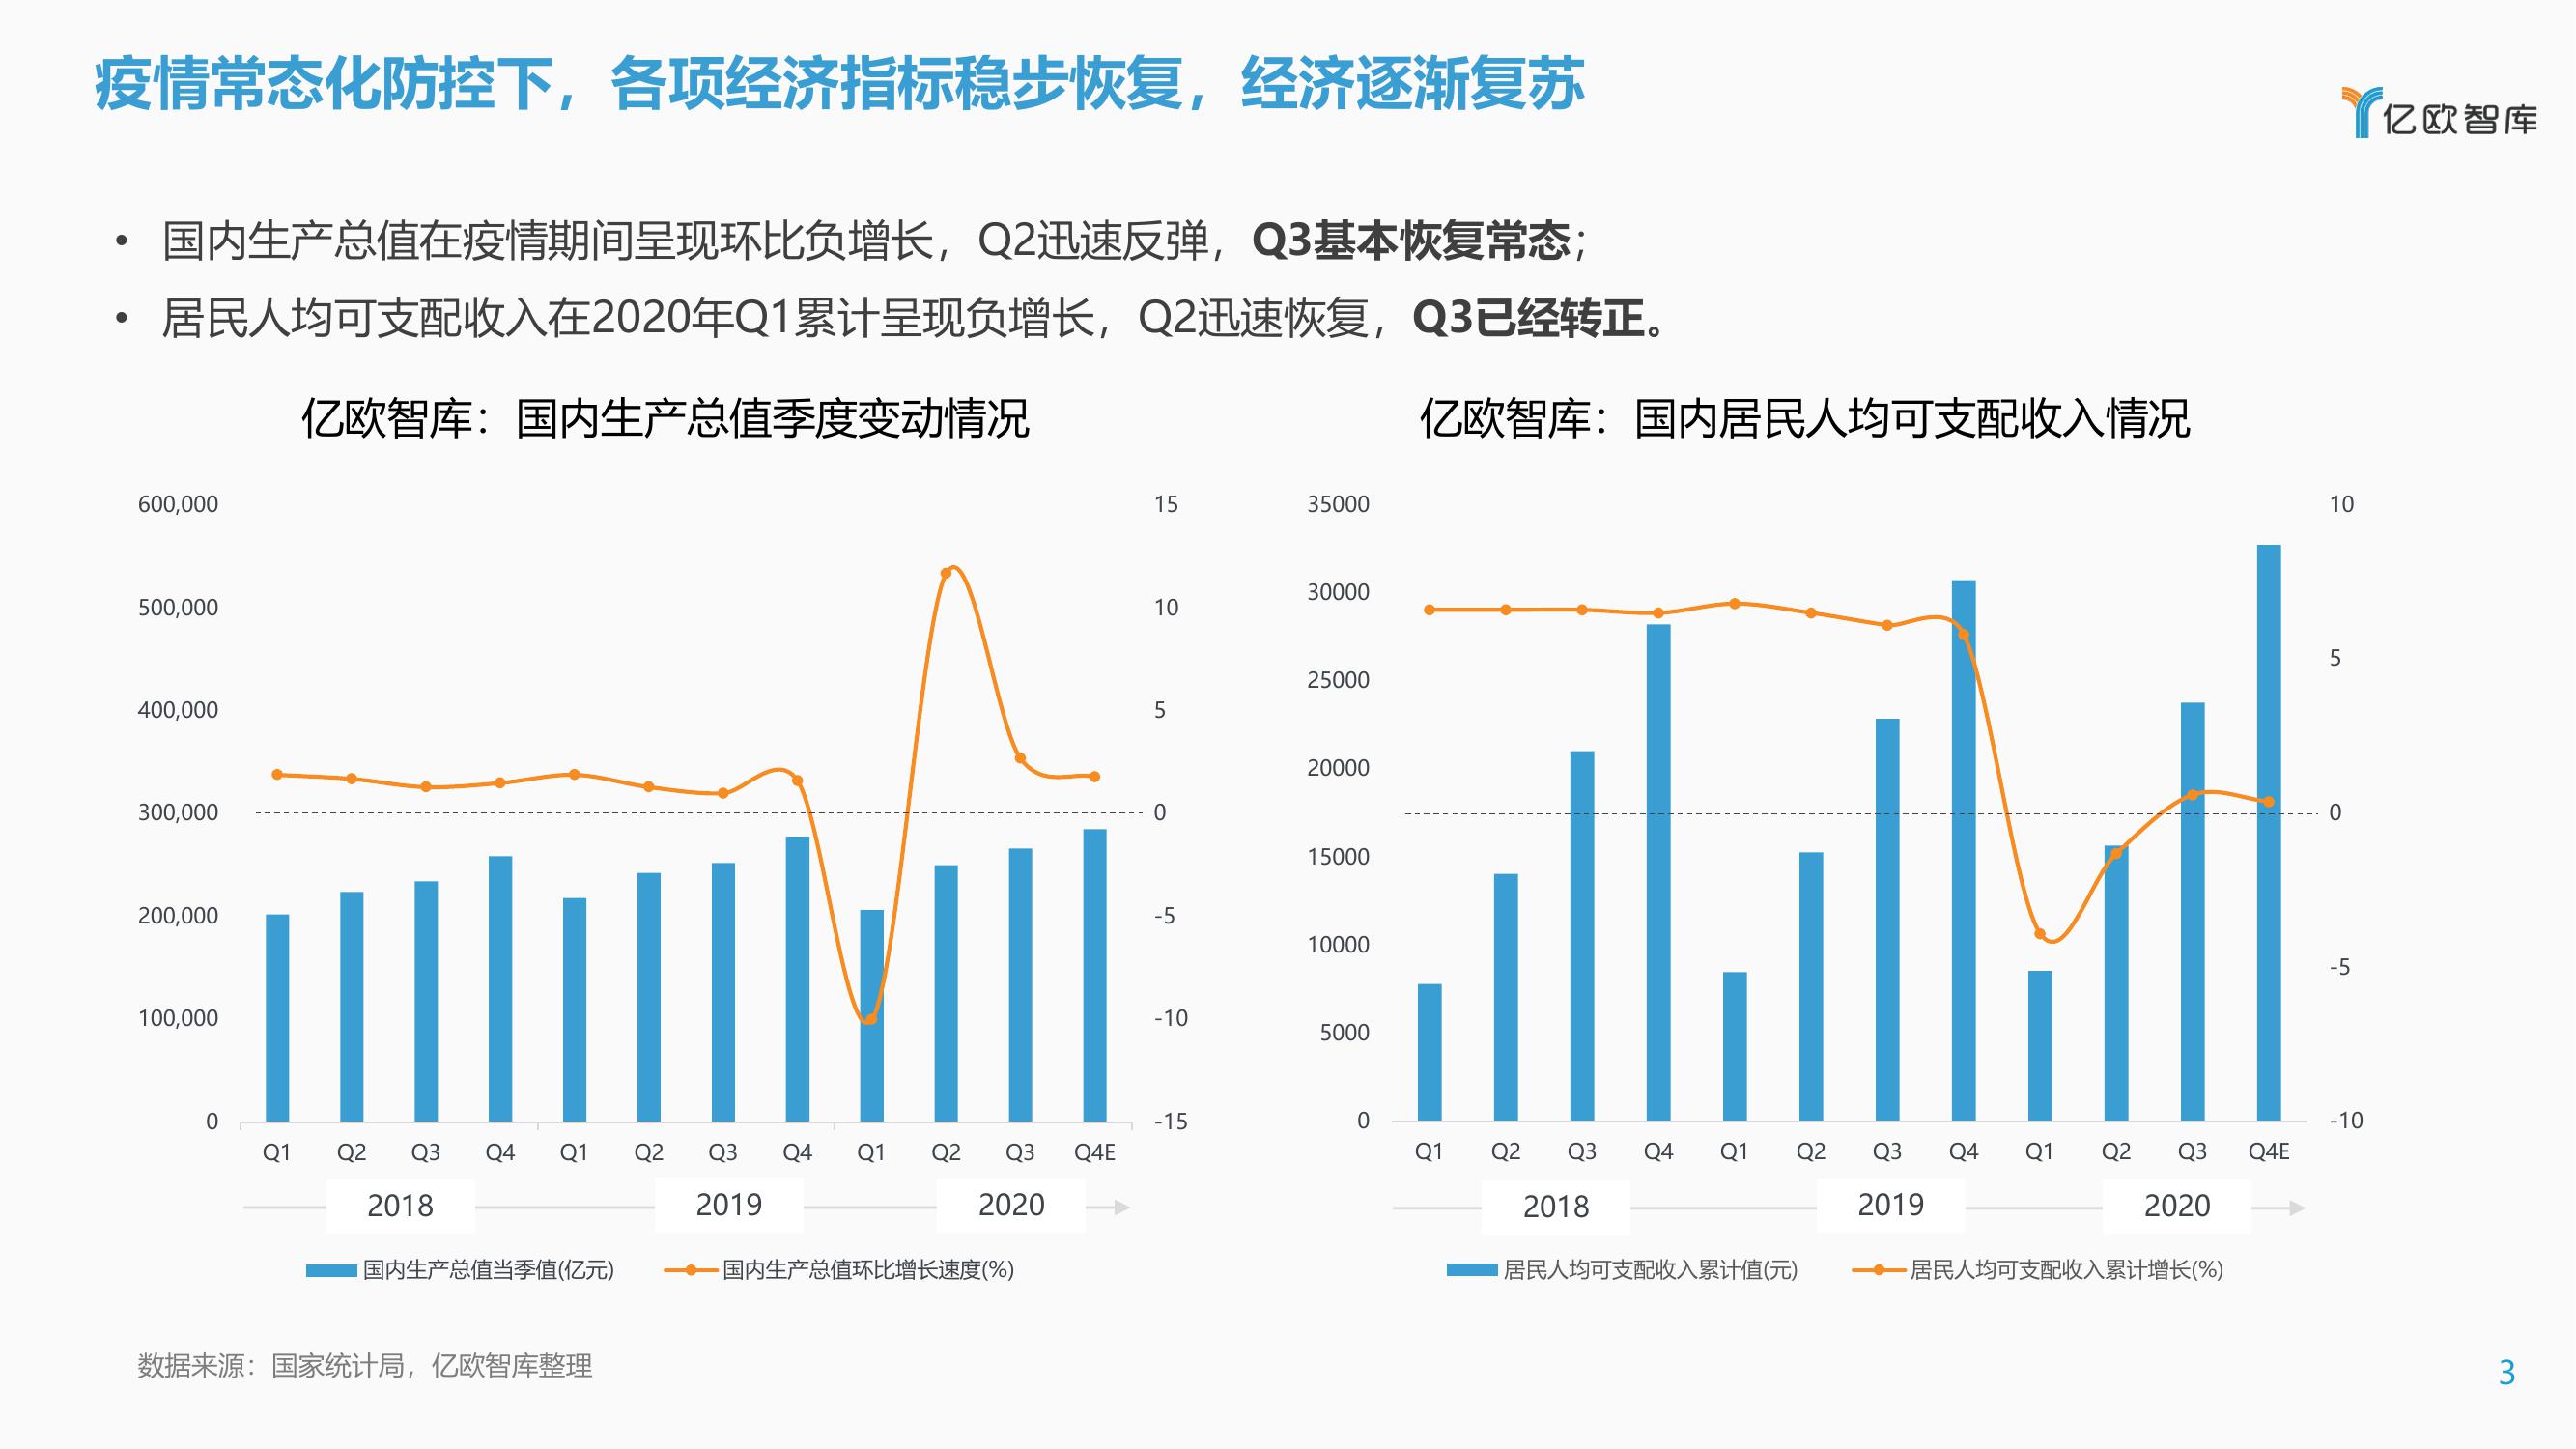 疫情常态化防控下，各项经济指标稳步恢复，经济逐渐复苏
亿欧智库
• 国内生产总值在疫情期间呈现环比负增长，Q2迅速反弹，Q3基本恢复常态；
• 居民人均可支配收入在2020年Q1累计呈现负增长，Q2迅速恢复，Q3已经转正。
亿欧智库：国内生产总值季度变动情况
600,000
500,000
400,000
300,000
200,000
100,000
0
15
10
5
0
-5
-10
-15
Q1 Q2 Q3 Q4 Q1 Q2 Q3 Q4 Q1 Q2 Q3 Q4E
2018 2019 2020
国内生产总值当季值(亿元) 国内生产总值环比增长速度(%)
亿欧智库：国内居民人均可支配收入情况
35000
30000
25000
20000
15000
10000
5000
0
10
5
0
-5
-10
Q1 Q2 Q3 Q4 Q1 Q2 Q3 Q4 Q1 Q2 Q3 Q4E
2018 2019 2020
居民人均可支配收入累计值(元) 居民人均可支配收入累计增长(%)
数据来源：国家统计局，亿欧智库整理
3